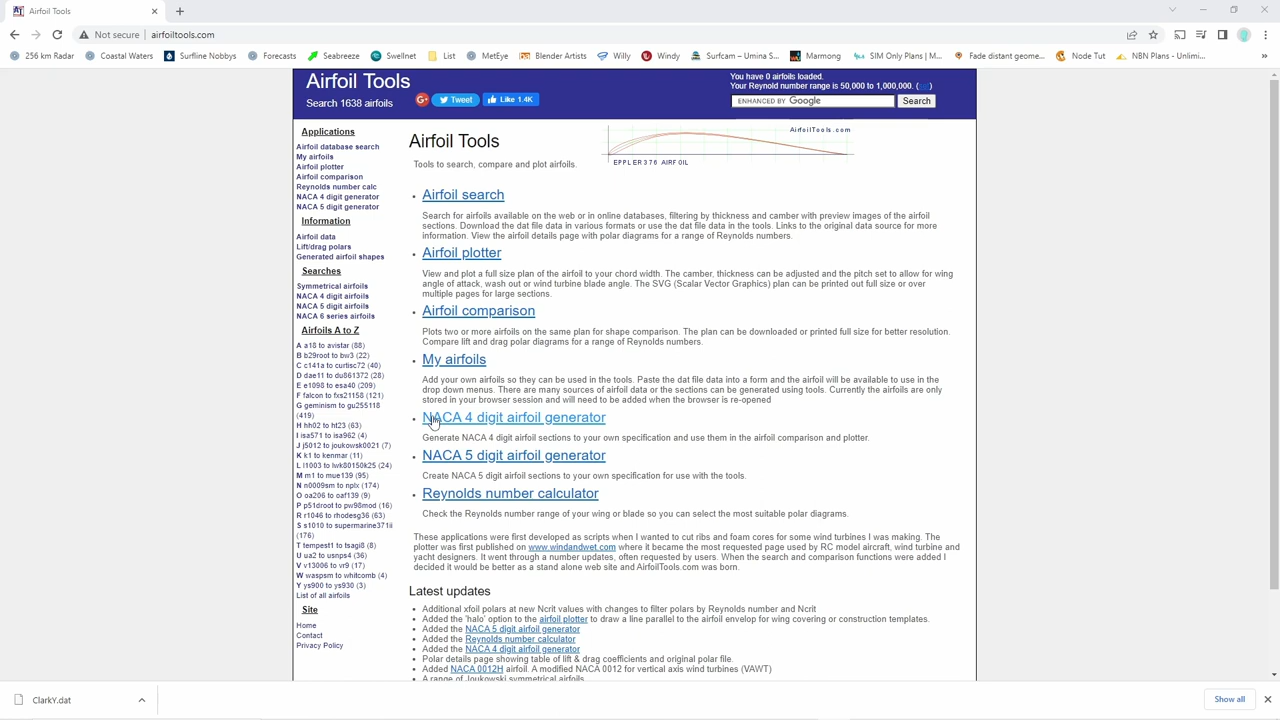 Airfoil Tools
Not secure
airfoiltools.com
256 km Radar
Coastal Waters
Surfline Nobbys
Forecasts
Seabreeze
Swellnet
List
MetEye
Blender Artists
Willy
Windy
Surfcam – Umina S...
Marmong
SIM Only Plans | M...
Fade distant geome...
Node Tut
NBN Plans - Unlimi...
»
Airfoil Tools
Search 1638 airfoils
G+
Tweet
Like 1.4K
You have 0 airfoils loaded.
Your Reynold number range is 50,000 to 1,000,000.
ENHANCED BY Google
Search
Applications
Airfoil database search
My airfoils
Airfoil plotter
Airfoil comparison
Reynolds number calc
NACA 4 digit generator
NACA 5 digit generator
Information
Airfoil data
Lift/drag polars
Generated airfoil shapes
Searches
Symmetrical airfoils
NACA 4 digit airfoils
NACA 5 digit airfoils
NACA 6 series airfoils
Airfoils A to Z
A a18 to avistar (88)
B b29root to bw3 (22)
C c141a to curtisc72 (40)
D dae11 to du861372 (28)
E e1098 to esa40 (209)
F falcon to fxs21158 (121)
G geminism to gu255118
(419)
H hh02 to ht23 (63)
I isa571 to isa962 (4)
J j5012 to joukowsk0021 (7)
K k1 to kenmar (11)
L l1003 to lwk80150k25 (24)
M m1 to mue139 (95)
N n0009sm to nplx (174)
O oa206 to oaf139 (9)
P p51droot to pw98mod (16)
R r1046 to rhodesg36 (63)
S s1010 to supermarine371ii
(176)
T tempest1 to tsagi8 (8)
U ua2 to usnps4 (36)
V v13006 to vr9 (17)
W waspsm to whitcomb (4)
Y ys900 to ys930 (3)
List of all airfoils
Site
Home
Contact
Privacy Policy
Airfoil Tools
Tools to search, compare and plot airfoils.
AirfoilTools.com
EPPLER 376 AIRFOIL
Airfoil search
Search for airfoils available on the web or in online databases, filtering by thickness and camber with preview images of the airfoil
sections. Download the dat file data in various formats or use the dat file data in the tools. Links to the original data source for more
information. View the airfoil details page with polar diagrams for a range of Reynolds numbers.
Airfoil plotter
View and plot a full size plan of the airfoil to your chord width. The camber, thickness can be adjusted and the pitch set to allow for wing
angle of attack, wash out or wind turbine blade angle. The SVG (Scalar Vector Graphics) plan can be printed out full size or over
multiple pages for large sections.
Airfoil comparison
Plots two or more airfoils on the same plan for shape comparison. The plan can be downloaded or printed full size for better resolution.
Compare lift and drag polar diagrams for a range of Reynolds numbers.
My airfoils
Add your own airfoils so they can be used in the tools. Paste the dat file data into a form and the airfoil will be available to use in the
drop down menus. There are many sources of airfoil data or the sections can be generated using tools. Currently the airfoils are only
stored in your browser session and will need to be added when the browser is re-opened
NACA 4 digit airfoil generator
Generate NACA 4 digit airfoil sections to your own specification and use them in the airfoil comparison and plotter.
NACA 5 digit airfoil generator
Create NACA 5 digit airfoil sections to your own specification for use with the tools.
Reynolds number calculator
Check the Reynolds number range of your wing or blade so you can select the most suitable polar diagrams.
These applications were first developed as scripts when I wanted to cut ribs and foam cores for some wind turbines I was making. The
plotter was first published on www.windandwet.com where it became the most requested page used by RC model aircraft, wind turbine and
yacht designers. It went through a number updates, often requested by users. When the search and comparison functions were added I
decided it would be better as a stand alone web site and AirfoilTools.com was born.
Latest updates
Additional xfoil polars at new Ncrit values with changes to filter polars by Reynolds number and Ncrit
Added the 'halo' option to the airfoil plotter to draw a line parallel to the airfoil envelop for wing covering or construction templates.
Added the NACA 5 digit airfoil generator
Added the Reynolds number calculator
Added the NACA 4 digit airfoil generator
Polar details page showing table of lift & drag coefficients and original polar file.
Added NACA 0012H airfoil. A modified NACA 0012 for vertical axis wind turbines (VAWT)
A range of Joukowski symmetrical airfoils
ClarkY.dat
Show all